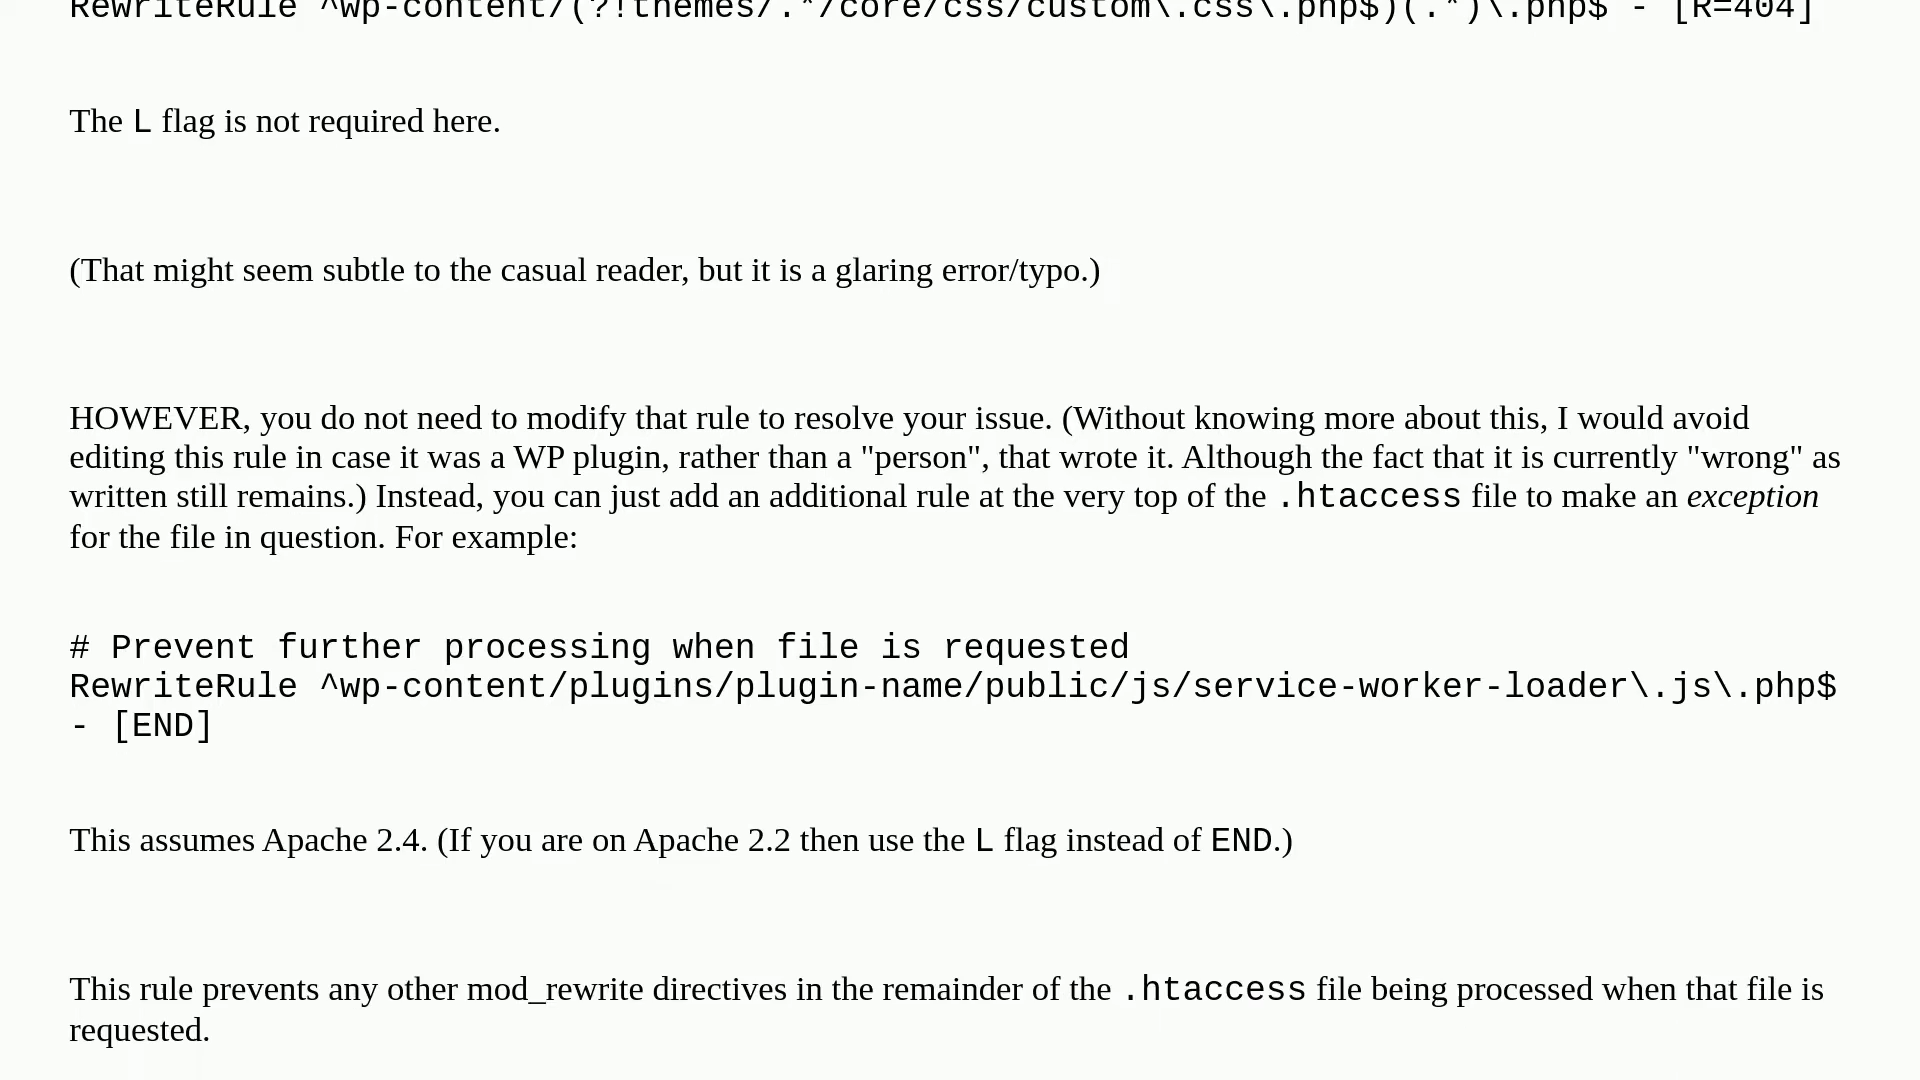 RewriteRule ^wp-content/(?!themes/.*/core/css/custom\.css\.php$)(.*)\.php$ - [R=404]
The L flag is not required here.
(That might seem subtle to the casual reader, but it is a glaring error/typo.)
HOWEVER, you do not need to modify that rule to resolve your issue. (Without knowing more about this, I would avoid
editing this rule in case it was a WP plugin, rather than a "person", that wrote it. Although the fact that it is currently "wrong" as
written still remains.) Instead, you can just add an additional rule at the very top of the .htaccess file to make an exception
for the file in question. For example:
# Prevent further processing when file is requested
RewriteRule ^wp-content/plugins/plugin-name/public/js/service-worker-loader\.js\.php$
- [END]
This assumes Apache 2.4. (If you are on Apache 2.2 then use the L flag instead of END.)
This rule prevents any other mod_rewrite directives in the remainder of the .htaccess file being processed when that file is
requested.